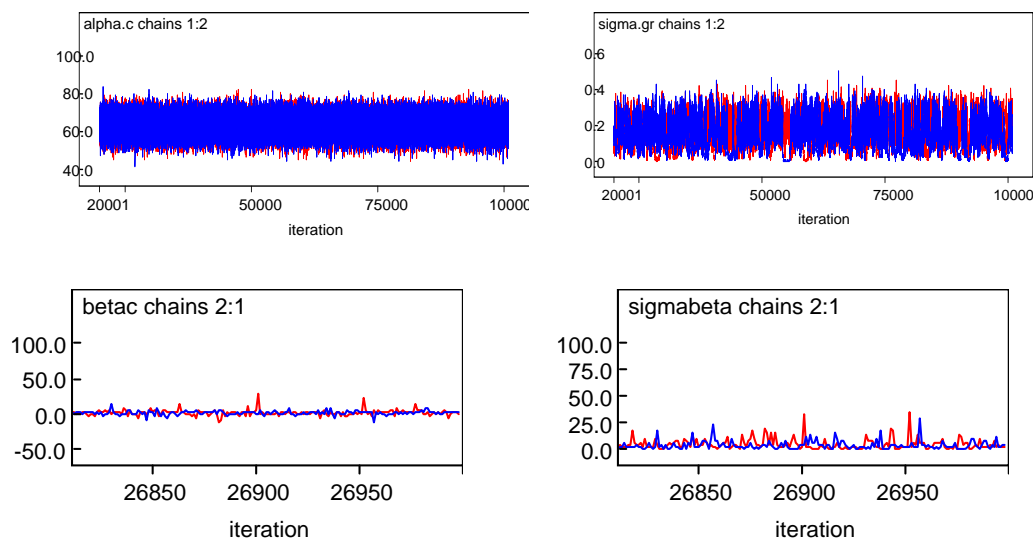 alpha.c chains 1:2
100.0
80.0
60.0
40.0
20001 50000 75000 10000
iteration
sigma.gr chains 1:2
0.6
0.4
0.2
0.0
20001 50000 75000 10000
iteration
betac chains 2:1
100.0
50.0
0.0
-50.0
26850 26900 26950
iteration
sigmabeta chains 2:1
100.0
75.0
50.0
25.0
0.0
26850 26900 26950
iteration